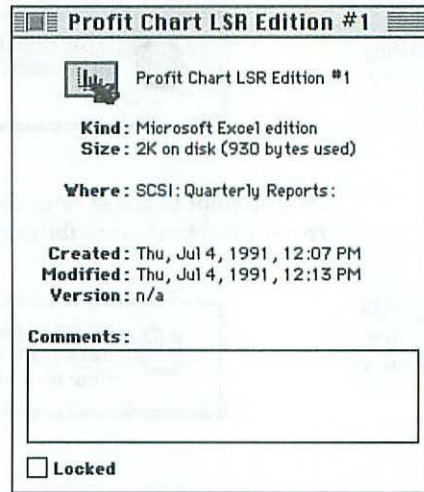 Profit Chart LSR Edition #1
Profit Chart LSR Edition #1
Kind: Microsoft Excel edition
Size: 2K on disk (930 bytes used)
Where: SCSI: Quarterly Reports:
Created: Thu, Jul 4, 1991, 12:07 PM
Modified: Thu, Jul 4, 1991, 12:13 PM
Version: n/a
Comments:
Locked